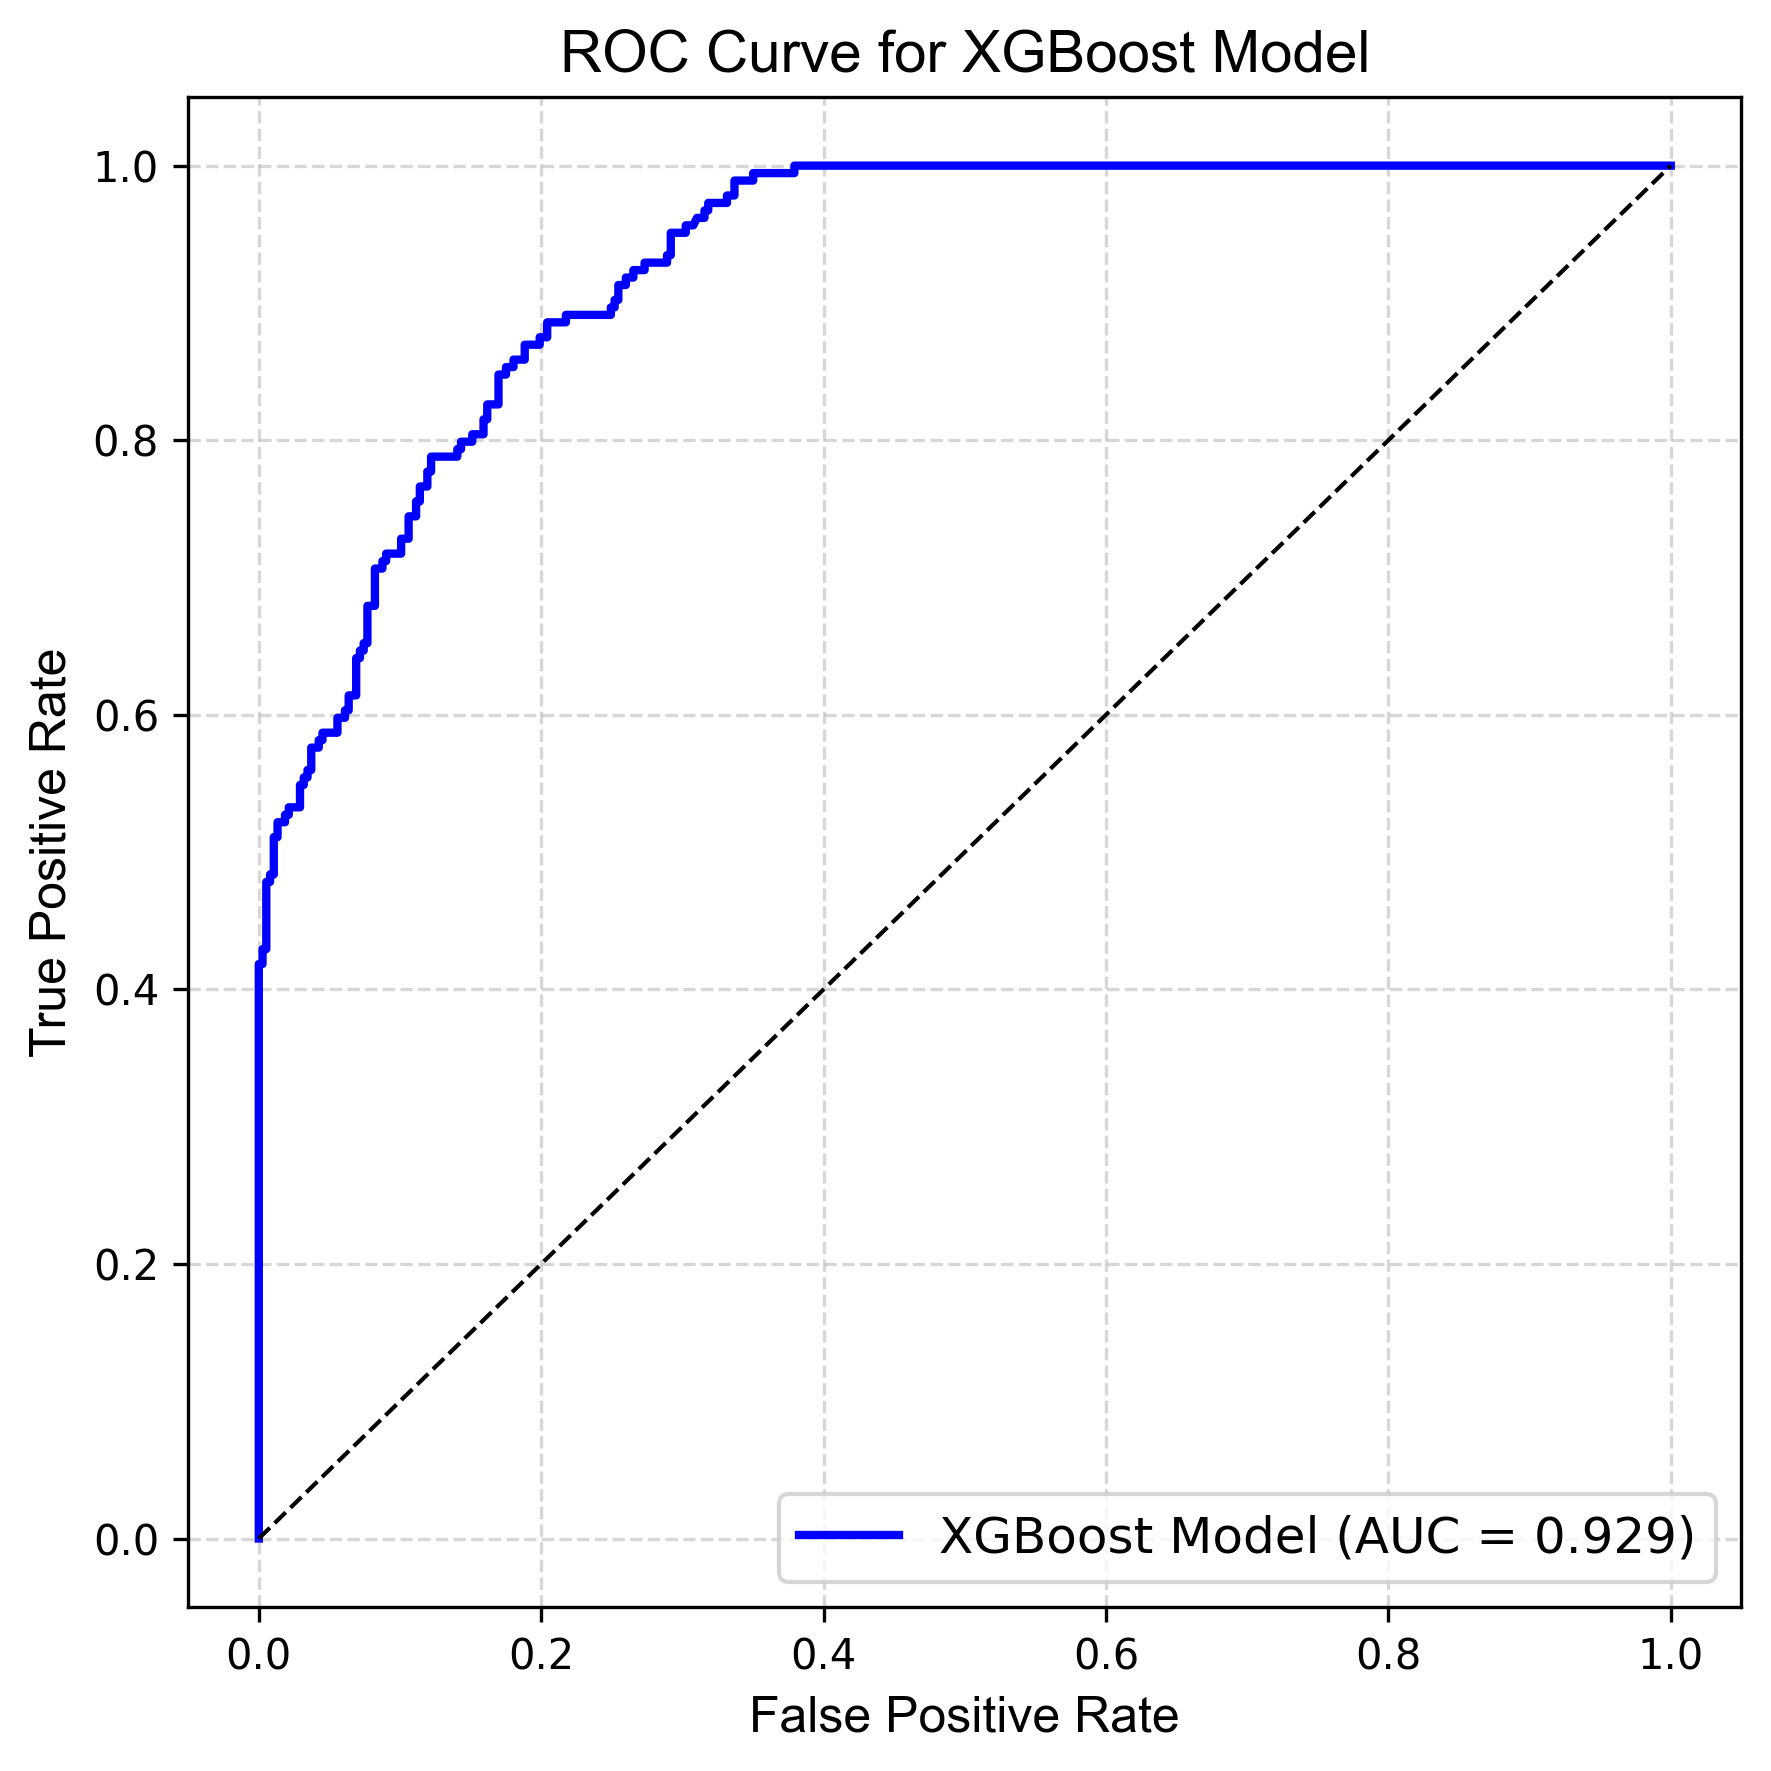 ROC Curve for XGBoost Model
True Positive Rate
1.0
0.8
0.6
0.4
0.2
0.0
XGBoost Model (AUC = 0.929)
0.0 0.2 0.4 0.6 0.8 1.0
False Positive Rate